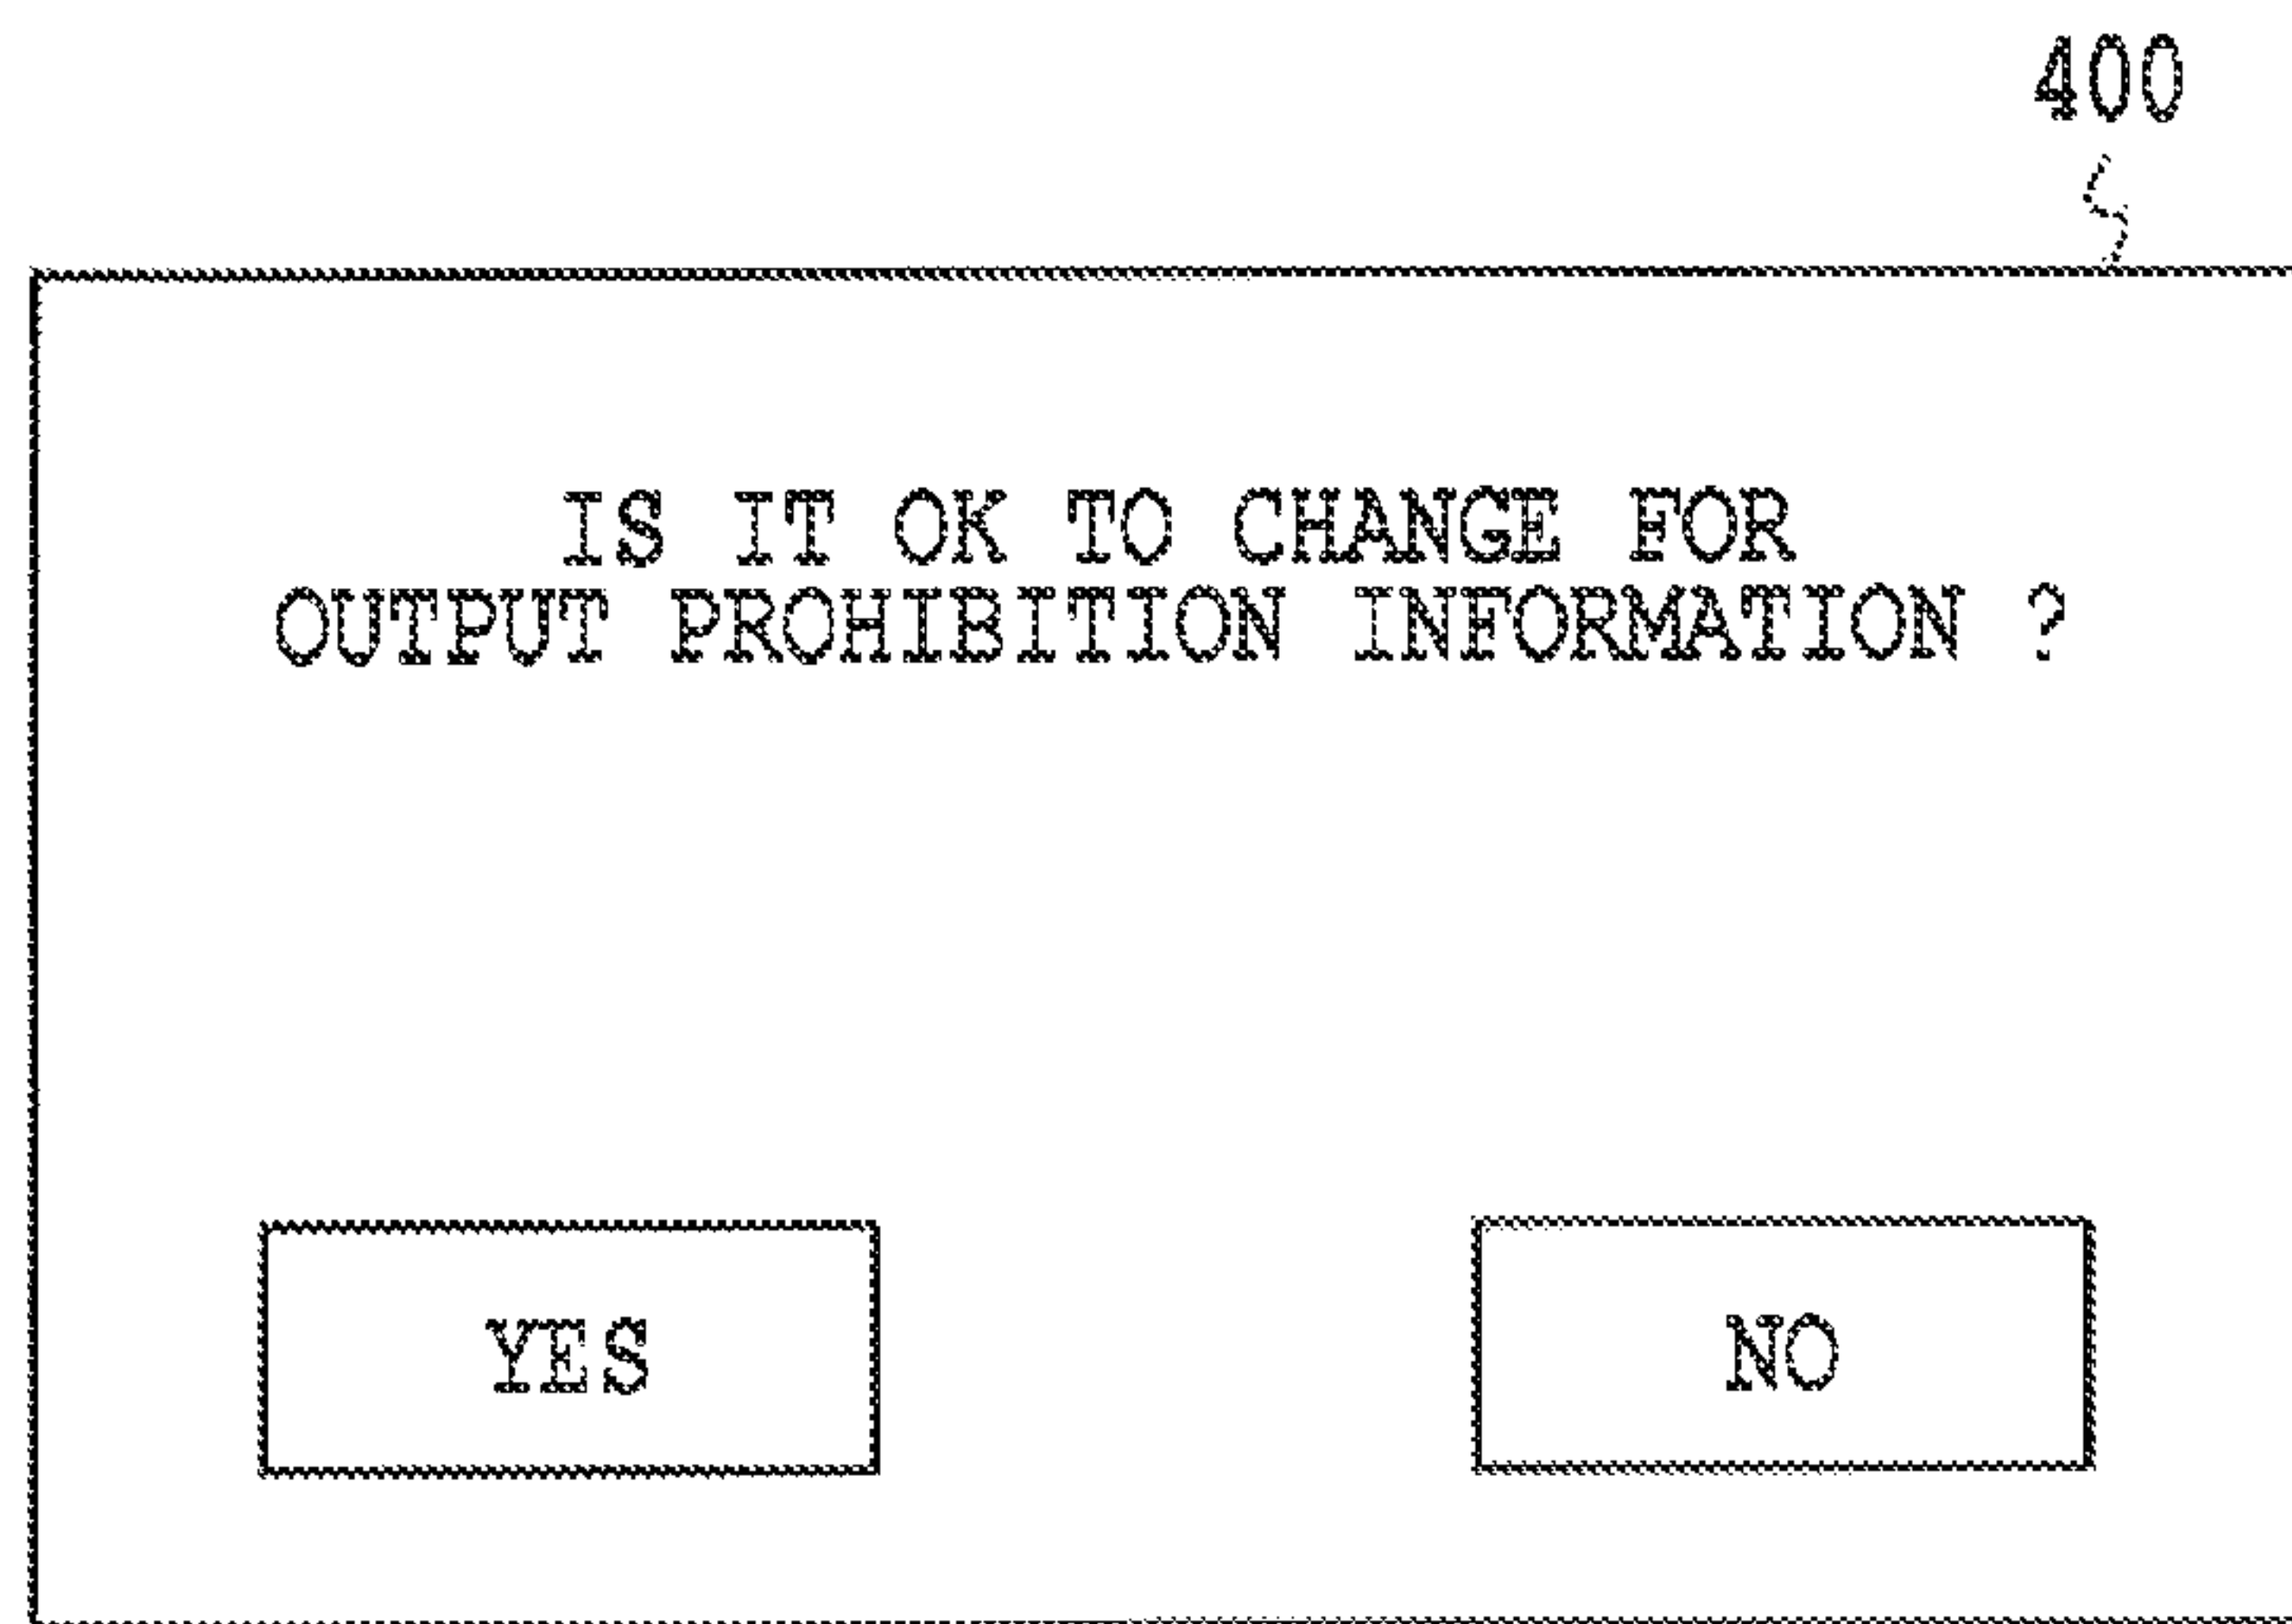 400
IS IT OK TO CHANGE FOR
OUTPUT PROHIBITION INFORMATION ?
YES
NO